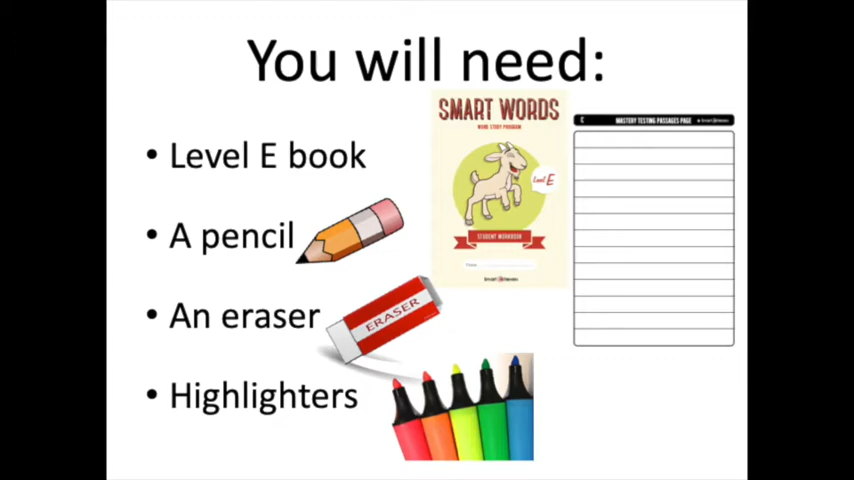 You will need:
• Level E book
• A pencil
• An eraser
• Highlighters
SMART WORDS
WORD STUDY PROGRAM
Level E
STUDENT WORKBOOK
ERASER
MASTERY TESTING PASSAGES PAGE